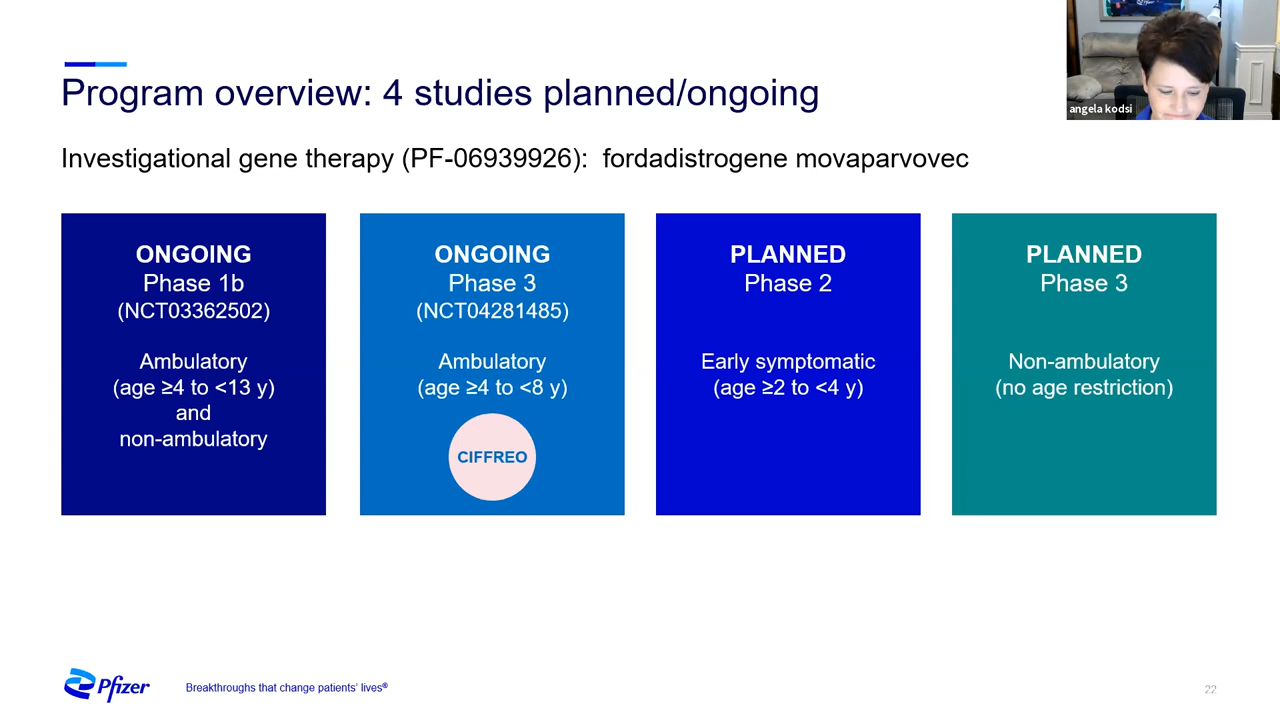 angela kodsi
Program overview: 4 studies planned/ongoing
Investigational gene therapy (PF-06939926): fordadistrogene movaparvovec
ONGOING
Phase 1b
(NCT03362502)
Ambulatory
(age ≥4 to <13 y)
and
non-ambulatory
ONGOING
Phase 3
(NCT04281485)
Ambulatory
(age ≥4 to <8 y)
CIFFREO
PLANNED
Phase 2
Early symptomatic
(age ≥2 to <4 y)
PLANNED
Phase 3
Non-ambulatory
(no age restriction)
Pfizer
Breakthroughs that change patients’ lives®
22